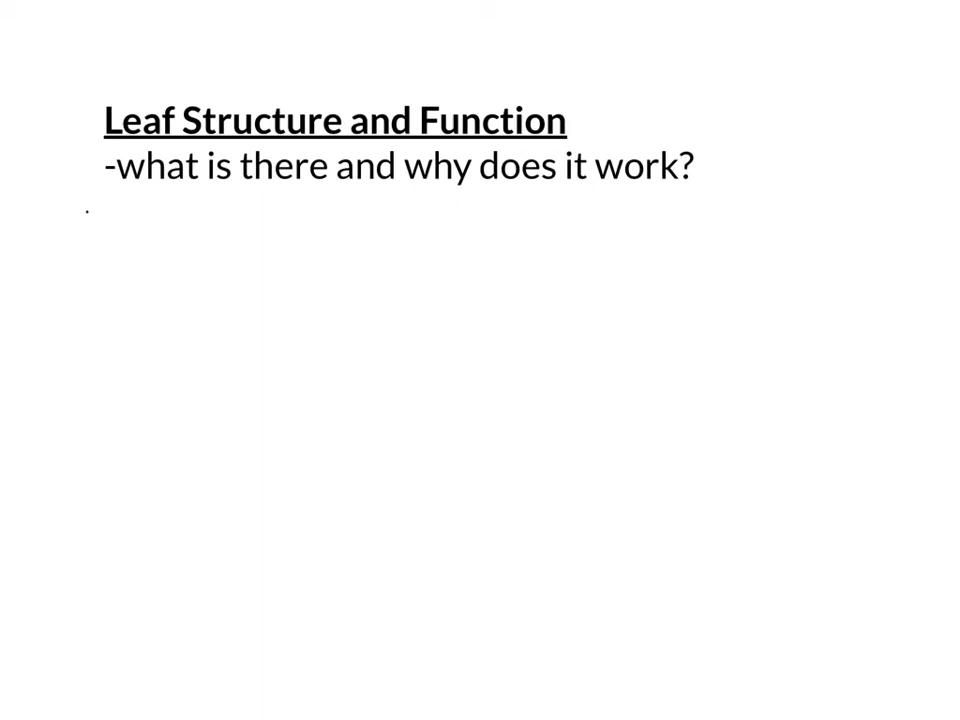 Leaf Structure and Function
-what is there and why does it work?